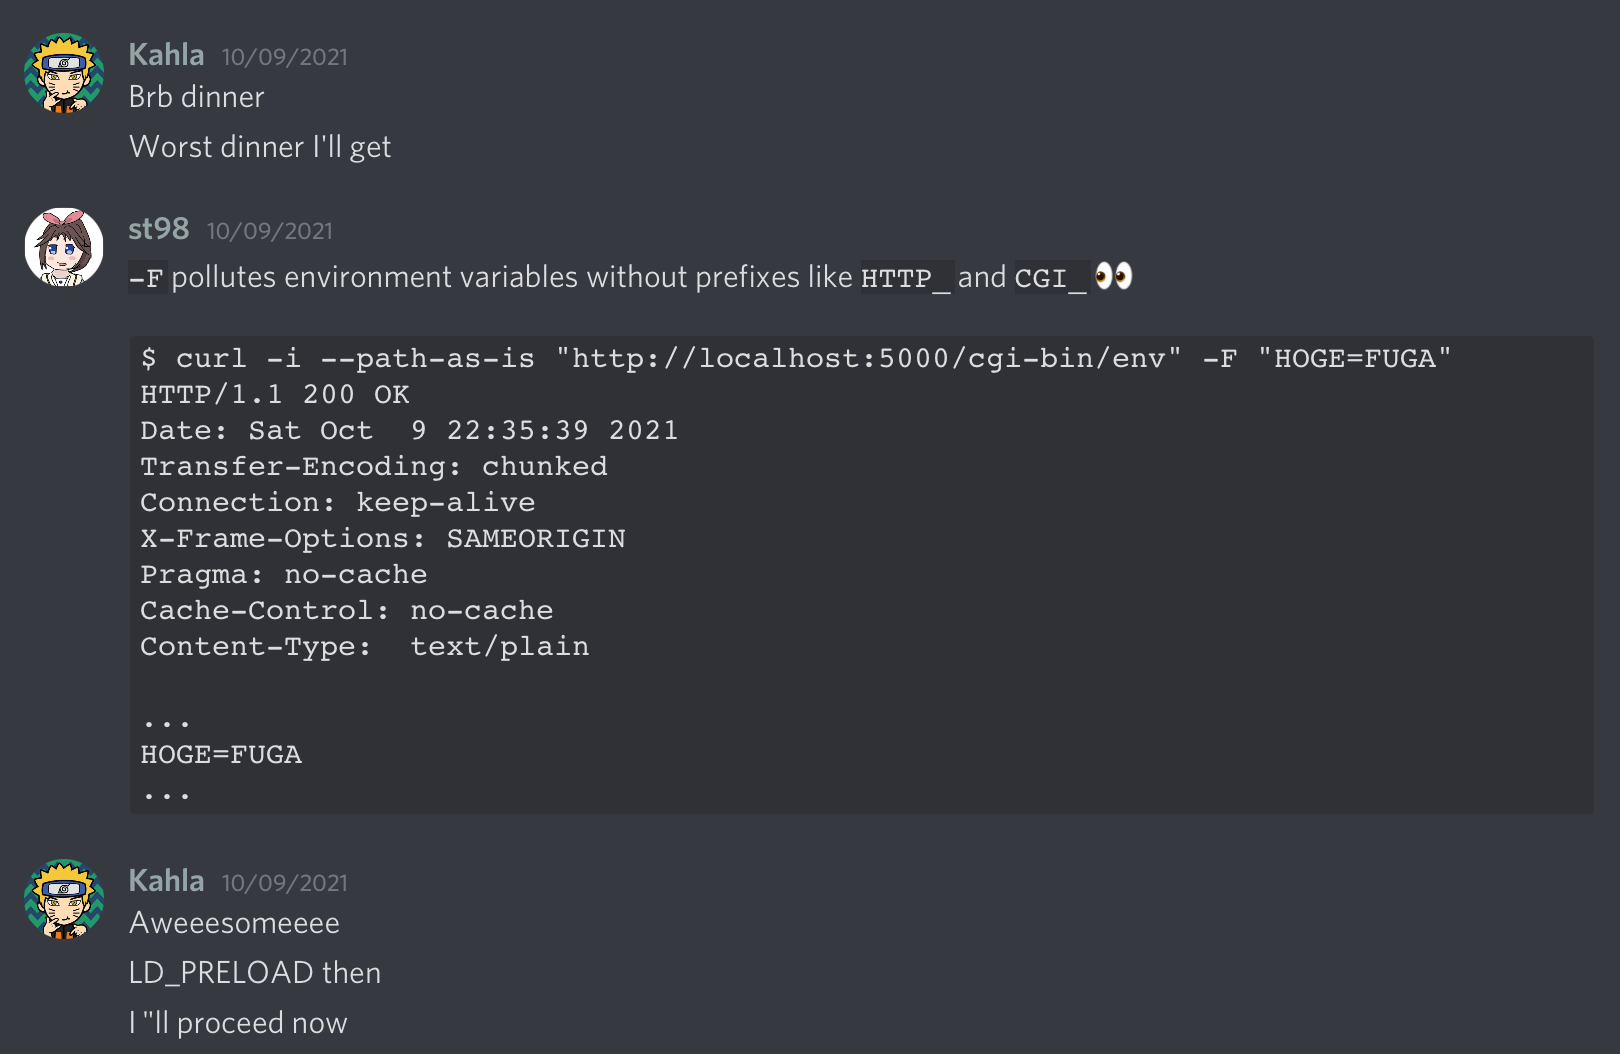 Kahla 10/09/2021
Brb dinner
Worst dinner I'll get
st98 10/09/2021
-F pollutes environment variables without prefixes like HTTP_ and CGI_ 👀
$ curl -i --path-as-is "http://localhost:5000/cgi-bin/env" -F "HOGE=FUGA"
HTTP/1.1 200 OK
Date: Sat Oct  9 22:35:39 2021
Transfer-Encoding: chunked
Connection: keep-alive
X-Frame-Options: SAMEORIGIN
Pragma: no-cache
Cache-Control: no-cache
Content-Type:  text/plain
...
HOGE=FUGA
...
Kahla 10/09/2021
Aweeesomeeee
LD_PRELOAD then
I "ll proceed now